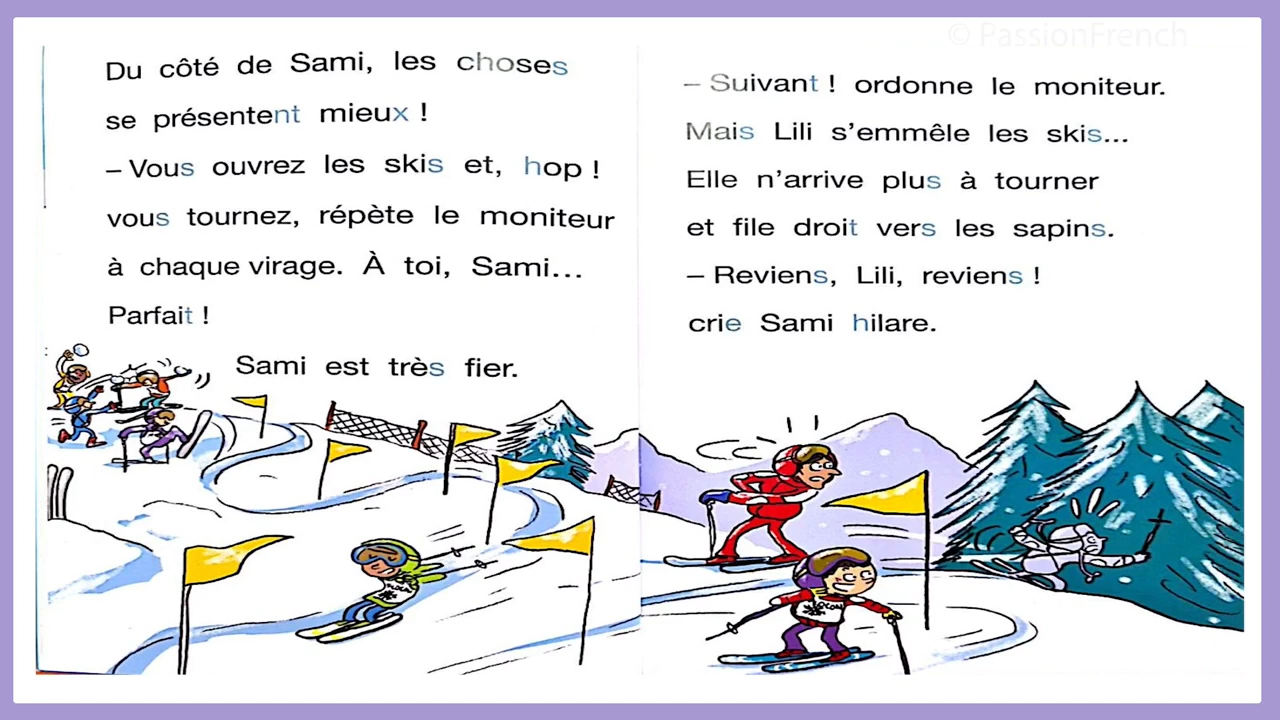 © PassionFrench
Du côté de Sami, les choses
se présentent mieux !
– Vous ouvrez les skis et, hop !
vous tournez, répète le moniteur
à chaque virage. À toi, Sami...
Parfait !
Sami est très fier.
– Suivant ! ordonne le moniteur.
Mais Lili s'emmêle les skis...
Elle n'arrive plus à tourner
et file droit vers les sapins.
– Reviens, Lili, reviens !
crie Sami hilare.